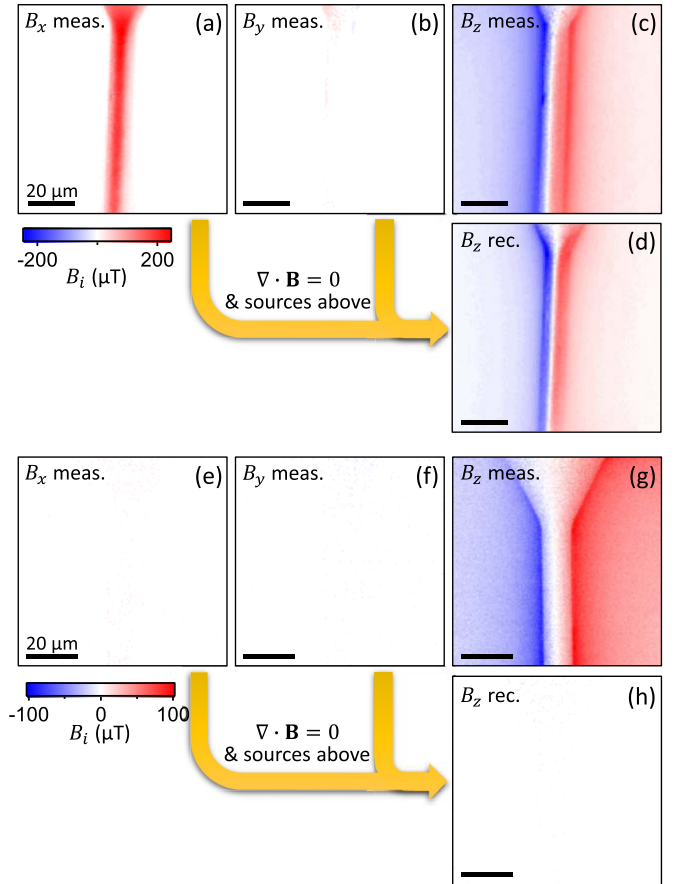 Bx meas. (a)
By meas. (b)
Bz meas. (c)
20 µm
-200 0 200
Bi (µT)
∇ · B = 0
& sources above
Bz rec. (d)
Bx meas. (e)
By meas. (f)
Bz meas. (g)
20 µm
-100 0 100
Bi (µT)
∇ · B = 0
& sources above
Bz rec. (h)